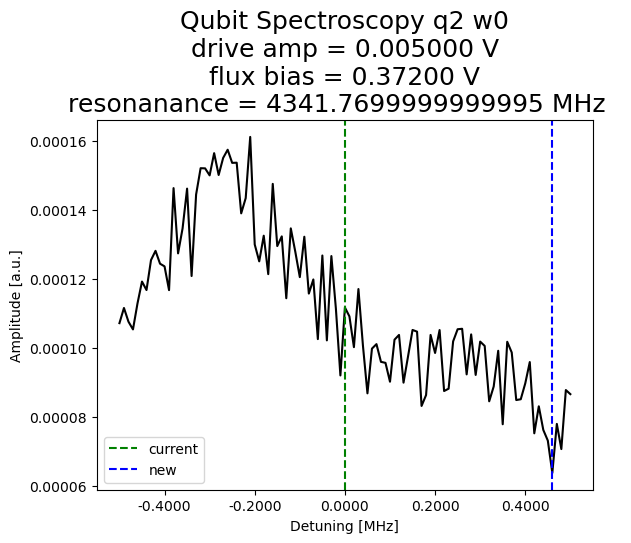 Qubit Spectroscopy q2 w0
drive amp = 0.005000 V
flux bias = 0.37200 V
resonanance = 4341.7699999999995 MHz
0.00016
0.00014
0.00012
0.00010
0.00008
0.00006
Amplitude [a.u.]
current
new
-0.4000
-0.2000
0.0000
0.2000
0.4000
Detuning [MHz]